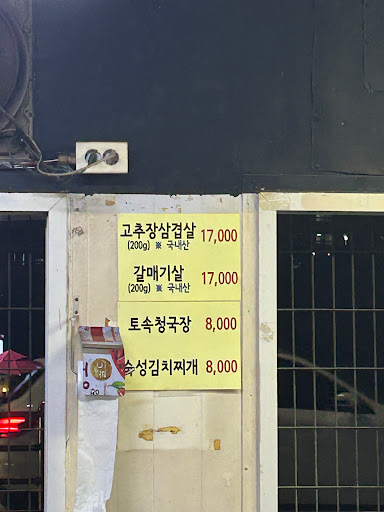 고추장삼겹살 17,000
(200g) ※ 국내산
갈매기살 17,000
(200g) ※ 국내산
토속청국장 8,000
숙성김치찌개 8,000